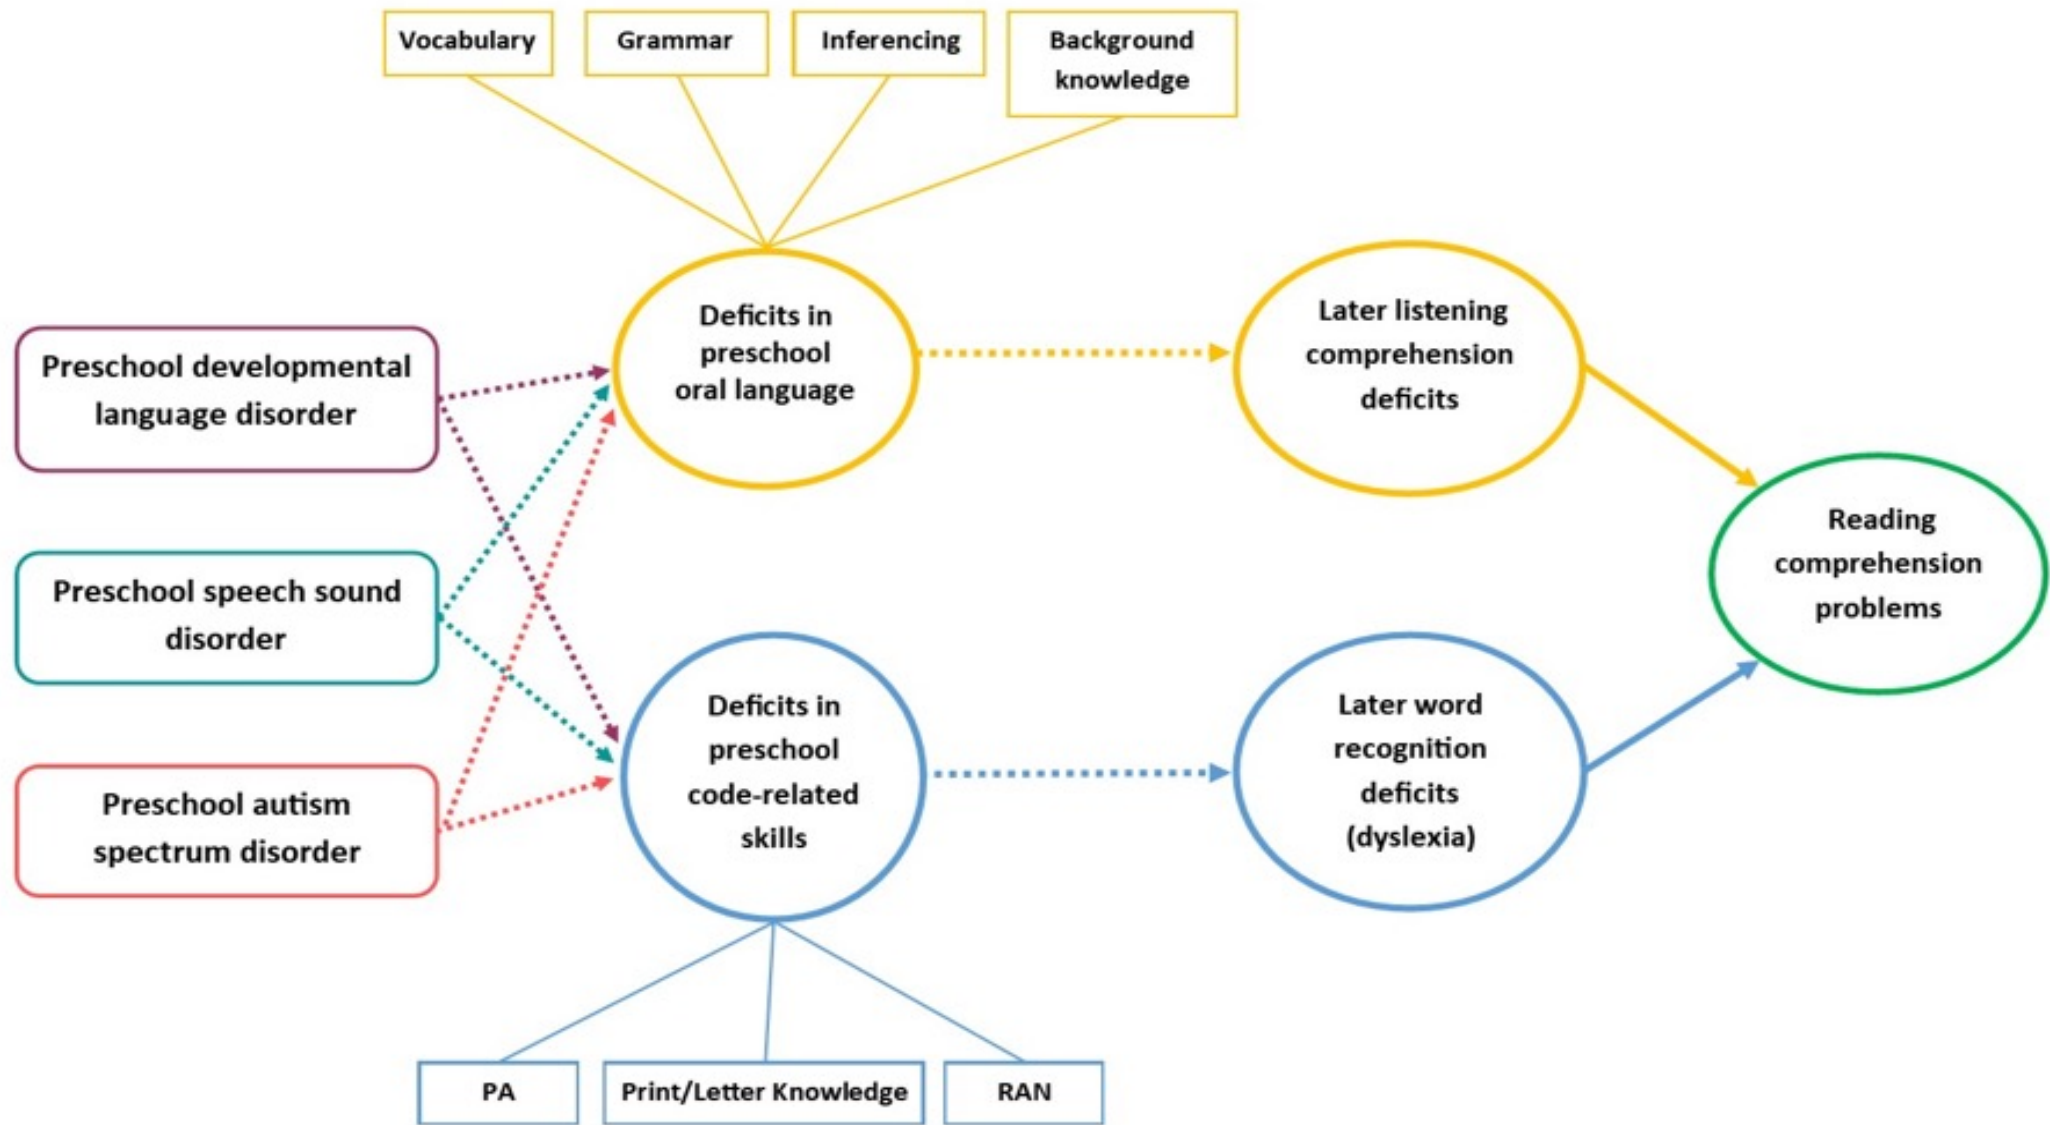 Vocabulary
Grammar
Inferencing
Background
knowledge
Deficits in
preschool
oral language
Later listening
comprehension
deficits
Preschool developmental
language disorder
Reading
comprehension
problems
Preschool speech sound
disorder
Deficits in
preschool
code-related
skills
Later word
recognition
deficits
(dyslexia)
Preschool autism
spectrum disorder
PA
Print/Letter Knowledge
RAN